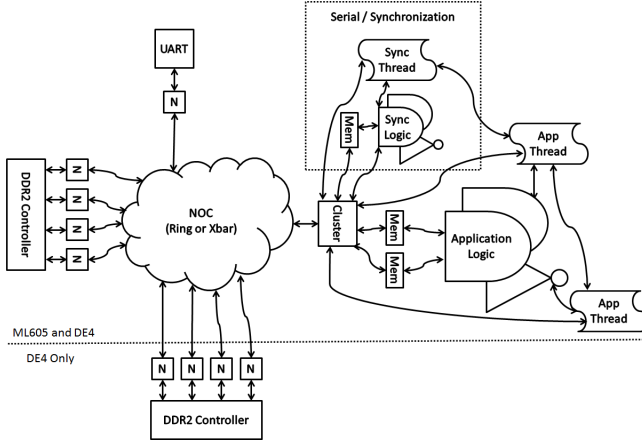 Serial / Synchronization
UART
Sync
Thread
N
Mem
Sync
Logic
App
Thread
DDR2 Controller
N
N
N
N
NOC
(Ring or Xbar)
Cluster
Mem
Mem
Application
Logic
App
Thread
ML605 and DE4
DE4 Only
N
N
N
N
DDR2 Controller